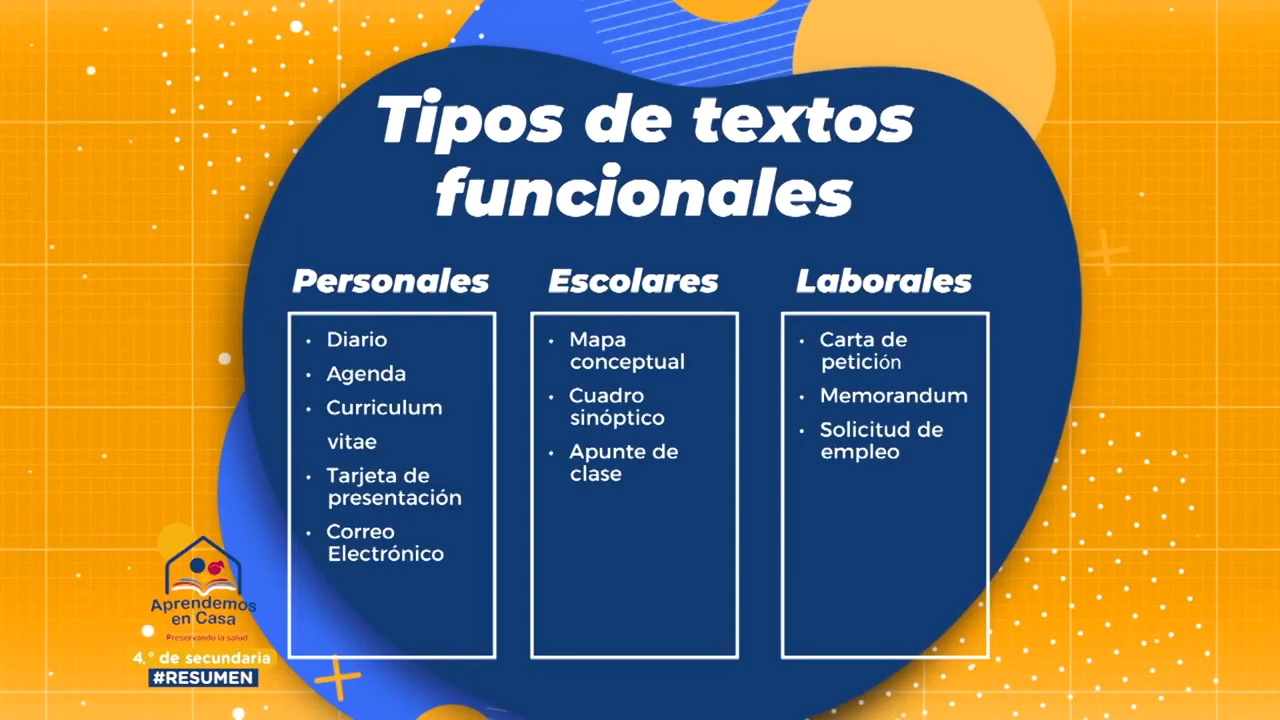 Tipos de textos
funcionales
Personales
• Diario
• Agenda
• Curriculum
vitae
• Tarjeta de
presentación
• Correo
Electrónico
Escolares
• Mapa
conceptual
• Cuadro
sinóptico
• Apunte de
clase
Laborales
• Carta de
petición
• Memorandum
• Solicitud de
empleo
Aprendemos
en Casa
Preservando la salud
4.° de secundaria
#RESUMEN